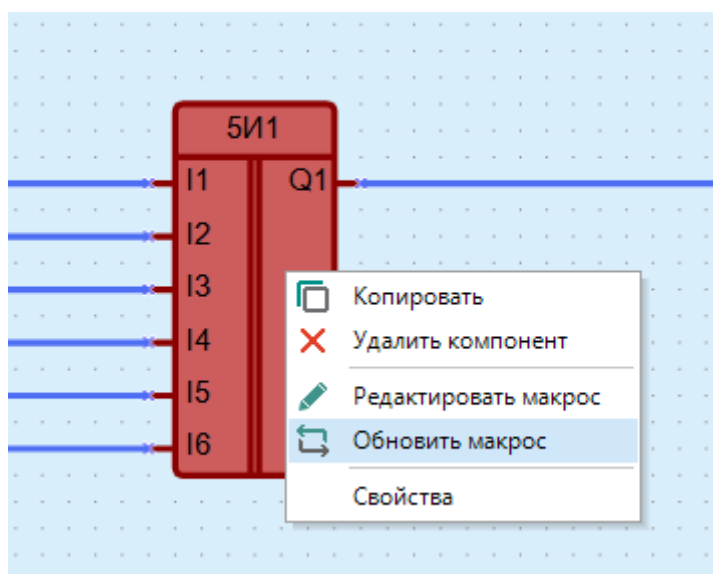 5И1
I1 Q1
I2
I3
I4
I5
I6
Копировать
Удалить компонент
Редактировать макрос
Обновить макрос
Свойства